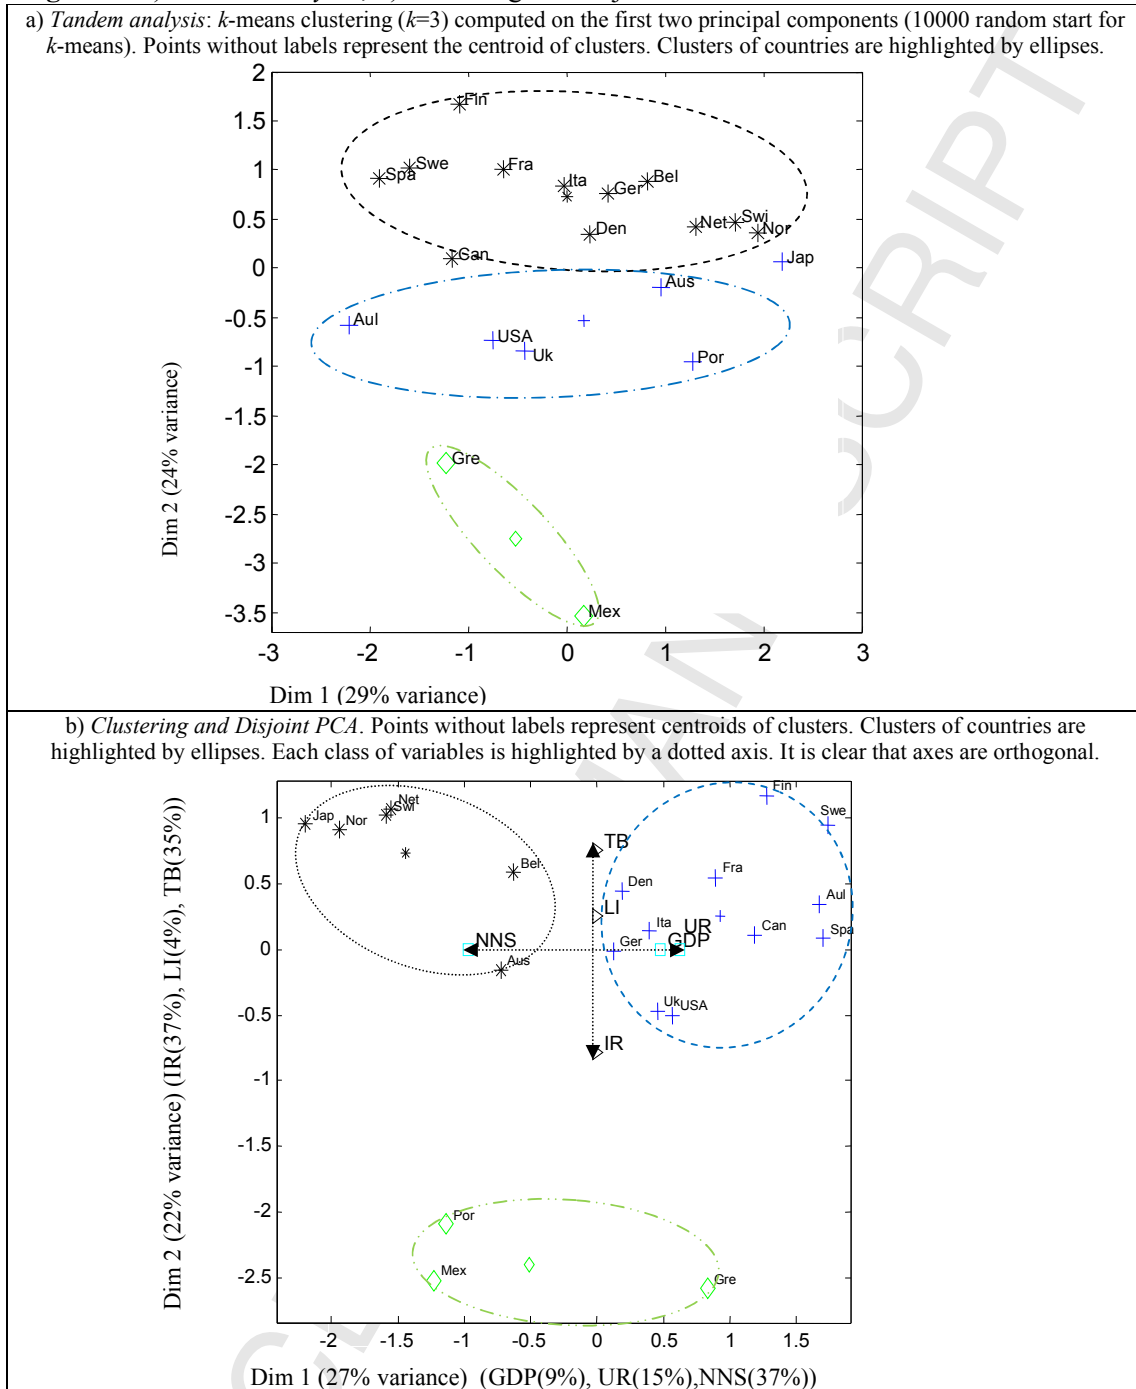 a) Tandem analysis: k-means clustering (k=3) computed on the first two principal components (10000 random start for
k-means). Points without labels represent the centroid of clusters. Clusters of countries are highlighted by ellipses.
2
1.5
1
0.5
0
-0.5
-1
-1.5
-2
-2.5
-3
-3.5
Fin
Swe
Spa
Fra
Ita
Ger
Bel
Den
Net
Swi
Nor
Can
Jap
Aus
Aul
USA
Uk
Por
Gre
Mex
-3 -2 -1 0 1 2 3
Dim 2 (24% variance)
Dim 1 (29% variance)
b) Clustering and Disjoint PCA. Points without labels represent centroids of clusters. Clusters of countries are
highlighted by ellipses. Each class of variables is highlighted by a dotted axis. It is clear that axes are orthogonal.
1
0.5
0
-0.5
-1
-1.5
-2
-2.5
Net
Swi
Jap
Nor
Bel
Aus
TB
LI
NNS
UR
GDP
IR
Fin
Swe
Fra
Den
Aul
Ita
Can
Spa
Ger
Uk
USA
Por
Mex
Gre
-2 -1.5 -1 -0.5 0 0.5 1 1.5
Dim 2 (22% variance) (IR(37%), LI(4%), TB(35%))
Dim 1 (27% variance) (GDP(9%), UR(15%),NNS(37%))